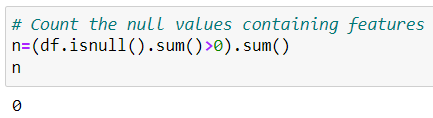 # Count the null values containing features
n=(df.isnull().sum()>0).sum()
n
0